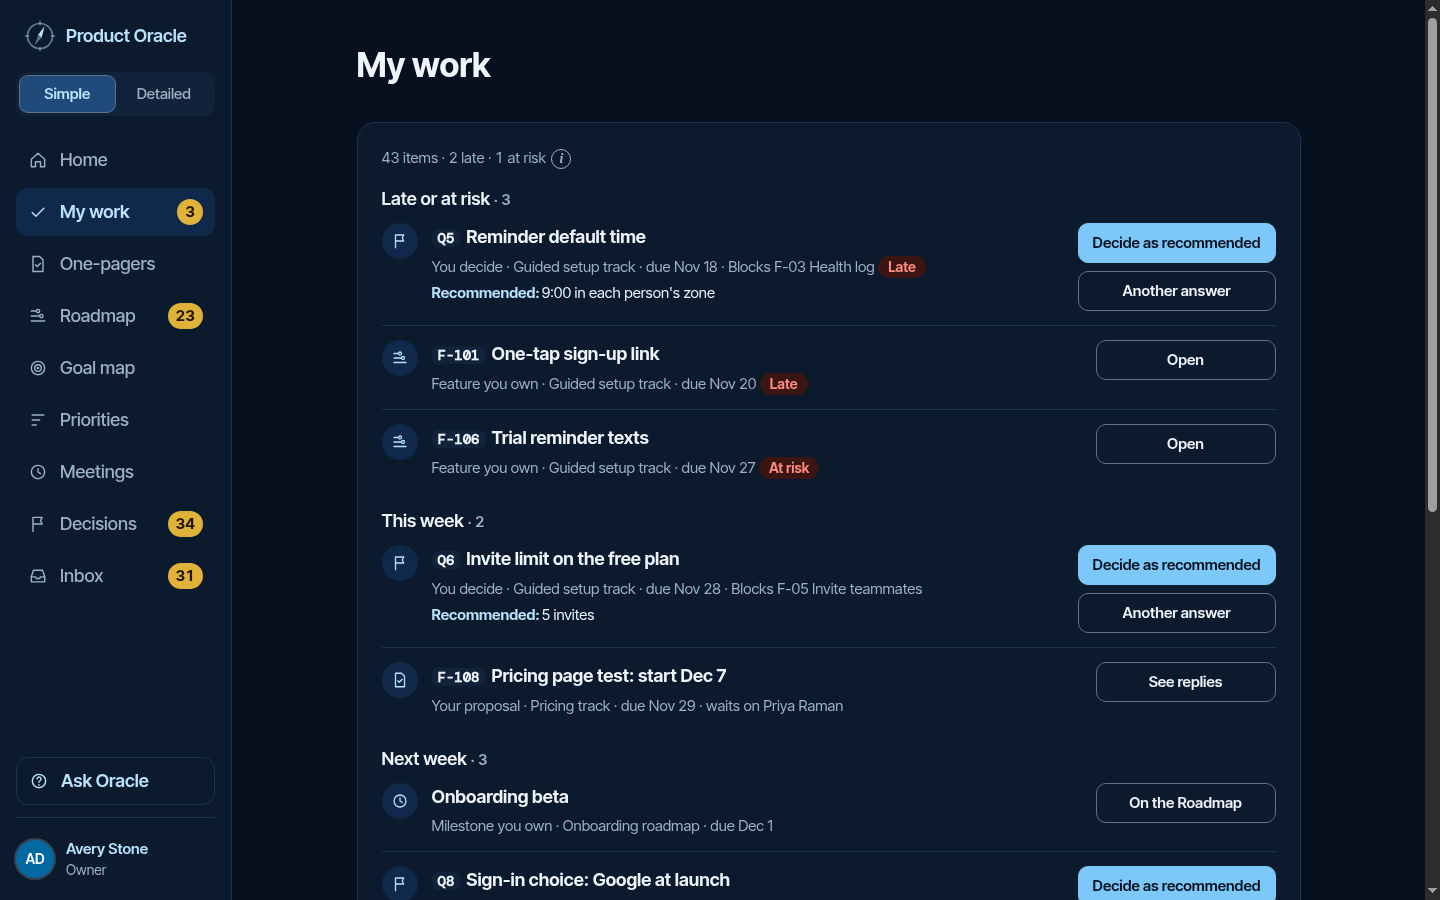 Product Oracle
Simple
Detailed
Home
My work 3
One-pagers
Roadmap 23
Goal map
Priorities
Meetings
Decisions 34
Inbox 31
Ask Oracle
AD
Avery Stone
Owner
My work
43 items · 2 late · 1 at risk i
Late or at risk · 3
Q5 Reminder default time
You decide · Guided setup track · due Nov 18 · Blocks F-03 Health log Late
Recommended: 9:00 in each person's zone
Decide as recommended
Another answer
F-101 One-tap sign-up link
Feature you own · Guided setup track · due Nov 20 Late
Open
F-106 Trial reminder texts
Feature you own · Guided setup track · due Nov 27 At risk
Open
This week · 2
Q6 Invite limit on the free plan
You decide · Guided setup track · due Nov 28 · Blocks F-05 Invite teammates
Recommended: 5 invites
Decide as recommended
Another answer
F-108 Pricing page test: start Dec 7
Your proposal · Pricing track · due Nov 29 · waits on Priya Raman
See replies
Next week · 3
Onboarding beta
Milestone you own · Onboarding roadmap · due Dec 1
On the Roadmap
Q8 Sign-in choice: Google at launch
Decide as recommended